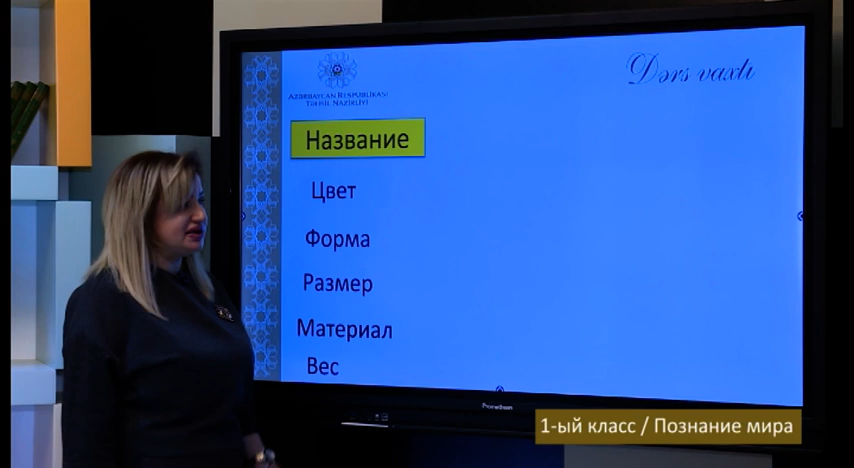 Dərs vaxtı
AZƏRBAYCAN RESPUBLİKASI
TƏHSİL NAZİRLİYİ
Название
Цвет
Форма
Размер
Материал
Вес
Promethean
1-ый класс / Познание мира